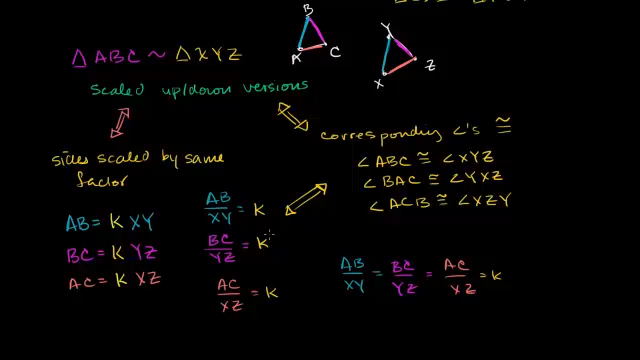 B
Y
△ ABC ~ △ XYZ
A
C
X
Z
scaled up/down versions
corresponding ∠'s ≅
sides scaled by same
factor
∠ABC ≅ ∠XYZ
∠BAC ≅ ∠YXZ
∠ACB ≅ ∠XZY
AB = K XY
BC = K YZ
AC = K XZ
AB/XY = K
BC/YZ = K
AC/XZ = K
AB/XY = BC/YZ = AC/XZ = K